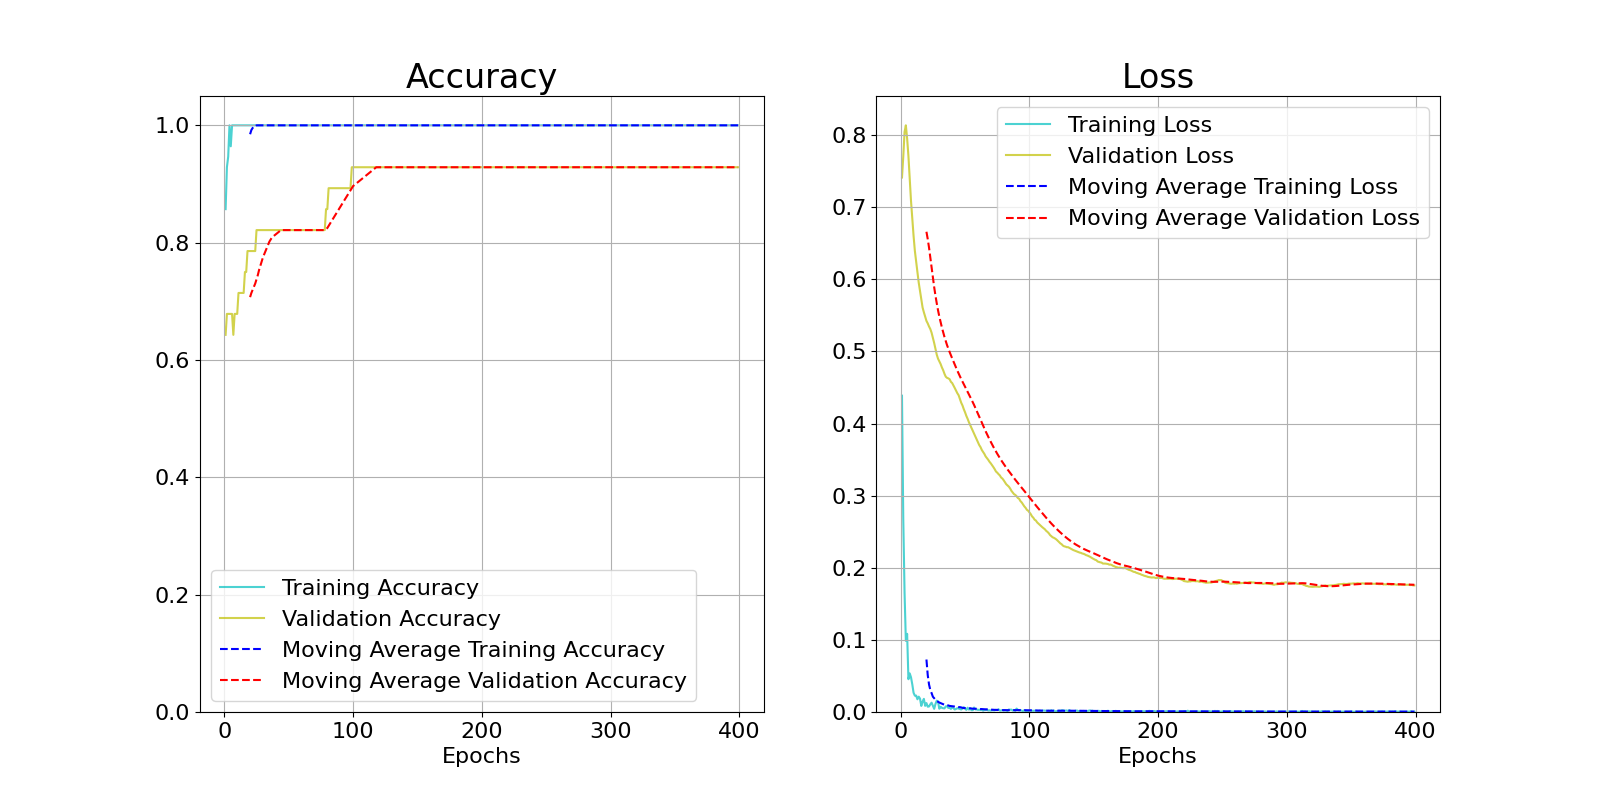 Accuracy
1.0
0.8
0.6
0.4
0.2
0.0
Training Accuracy
Validation Accuracy
Moving Average Training Accuracy
Moving Average Validation Accuracy
0 100 200 300 400
Epochs
Loss
0.8
0.7
0.6
0.5
0.4
0.3
0.2
0.1
0.0
Training Loss
Validation Loss
Moving Average Training Loss
Moving Average Validation Loss
0 100 200 300 400
Epochs